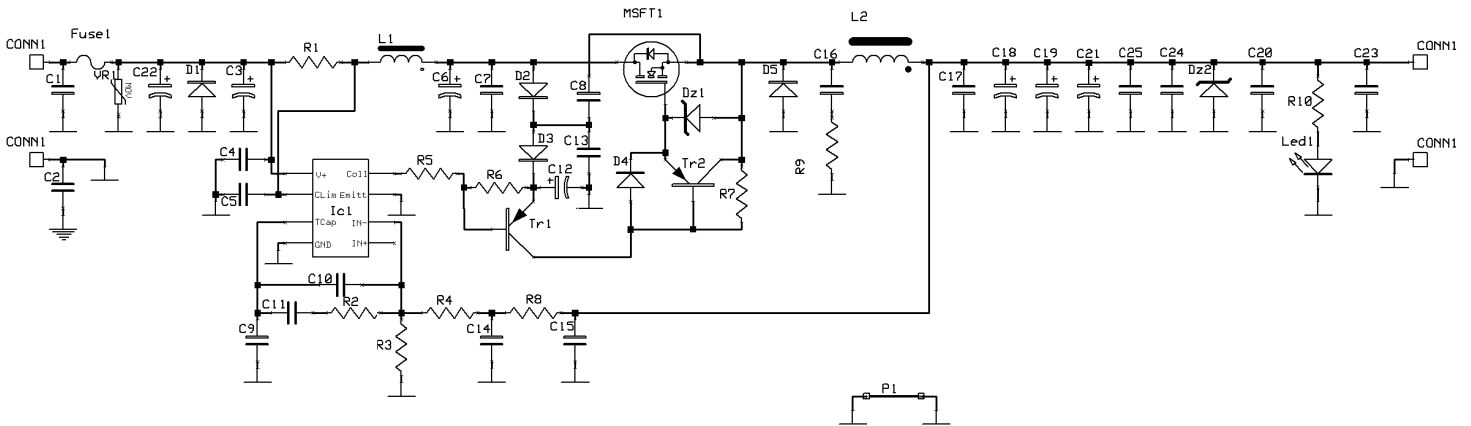 MSFT1
L2
Fuse1
CONN1
R1
L1
C16
C18
C19
C21
C25
C24
C20
C23
CONN1
C1
VR1
MOV
C22
D1
C3
C6
C7
D2
C8
D5
C17
Dz2
Dz1
R10
CONN1
C2
C4
C5
D3
C13
D4
Tr2
R9
Led1
CONN1
V+
Coll
R5
R6
C12
R7
CLim
Emitt
Ic1
TCap
IN-
Tr1
GND
IN+
C10
C11
R2
R4
R8
C9
R3
C14
C15
P1